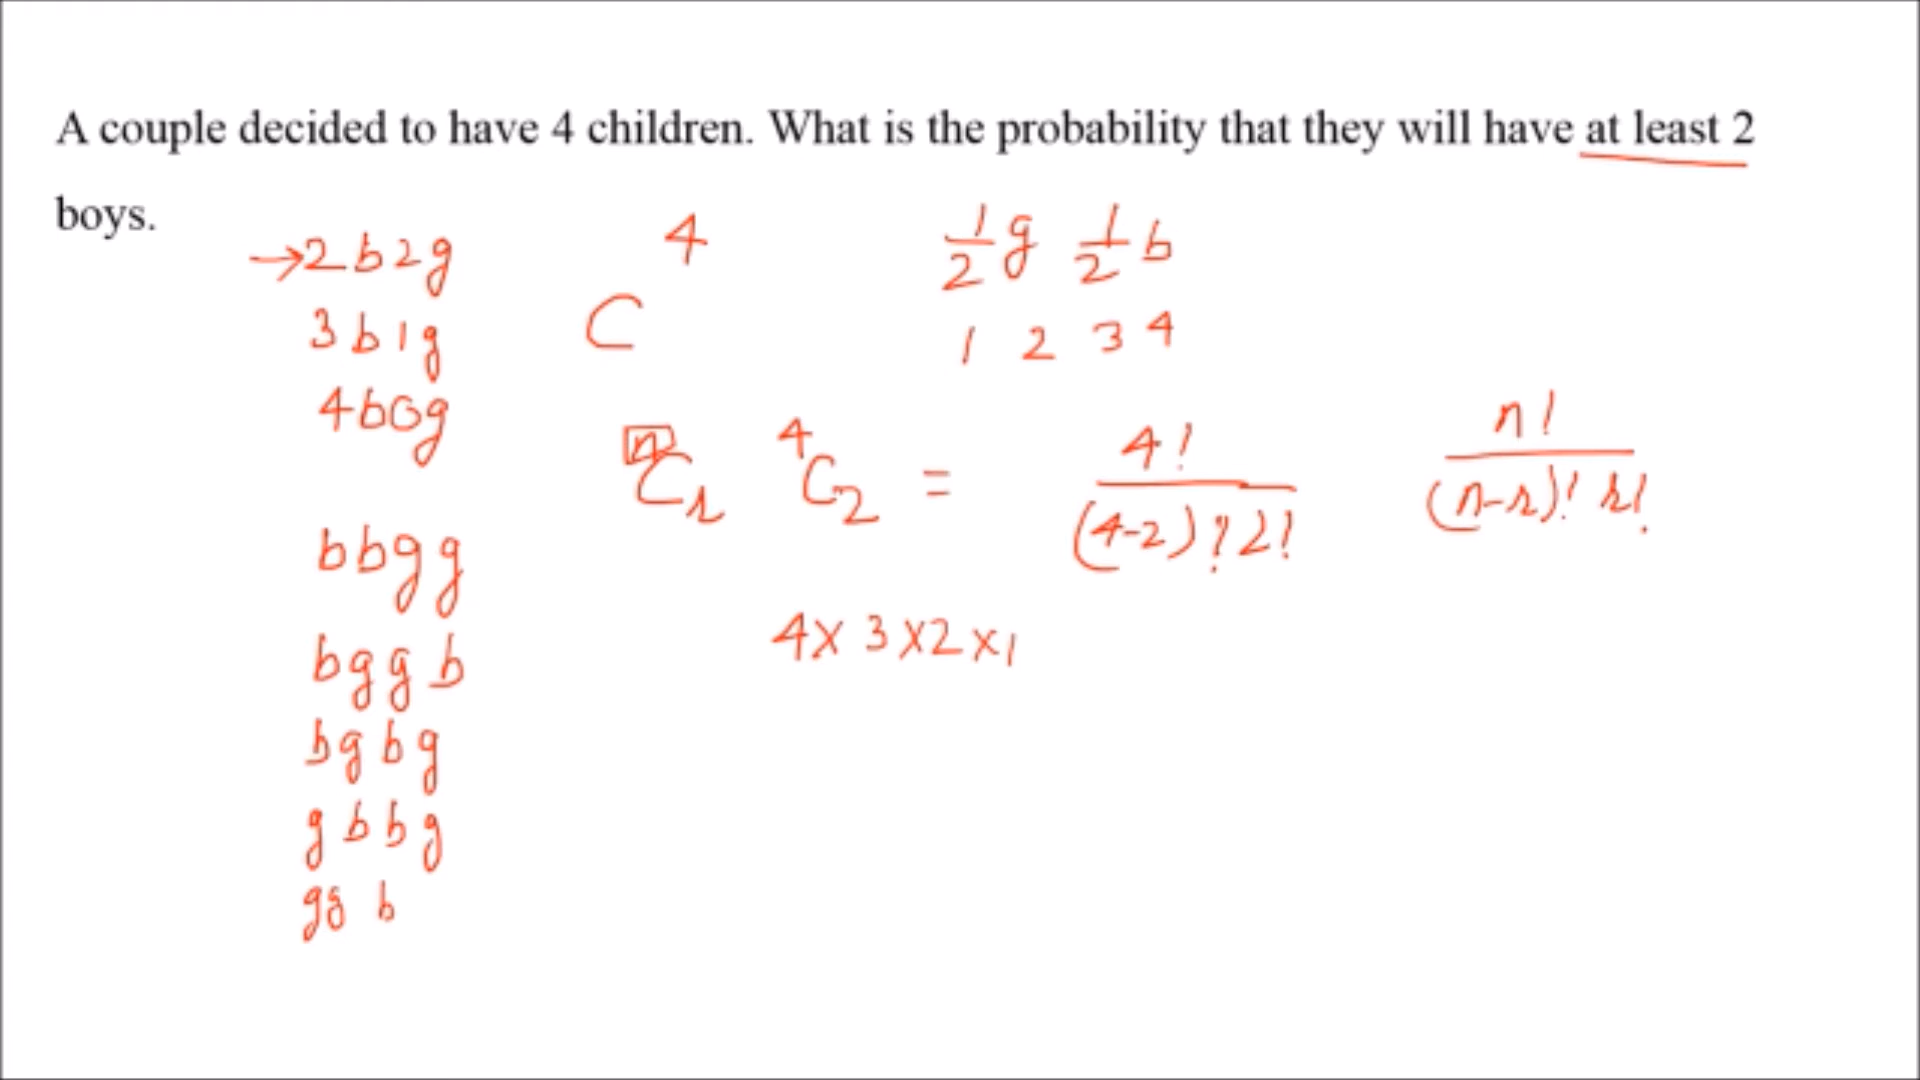 A couple decided to have 4 children. What is the probability that they will have at least 2
boys.
→2b2g
3b1g
4b0g
bbgg
bggb
bgbg
gbbg
gg b
4
C
1/2 g 1/2 b
1 2 3 4
nCr
4C2 = 4!/(4-2)!2!
n!/(n-r)! r!
4×3×2×1